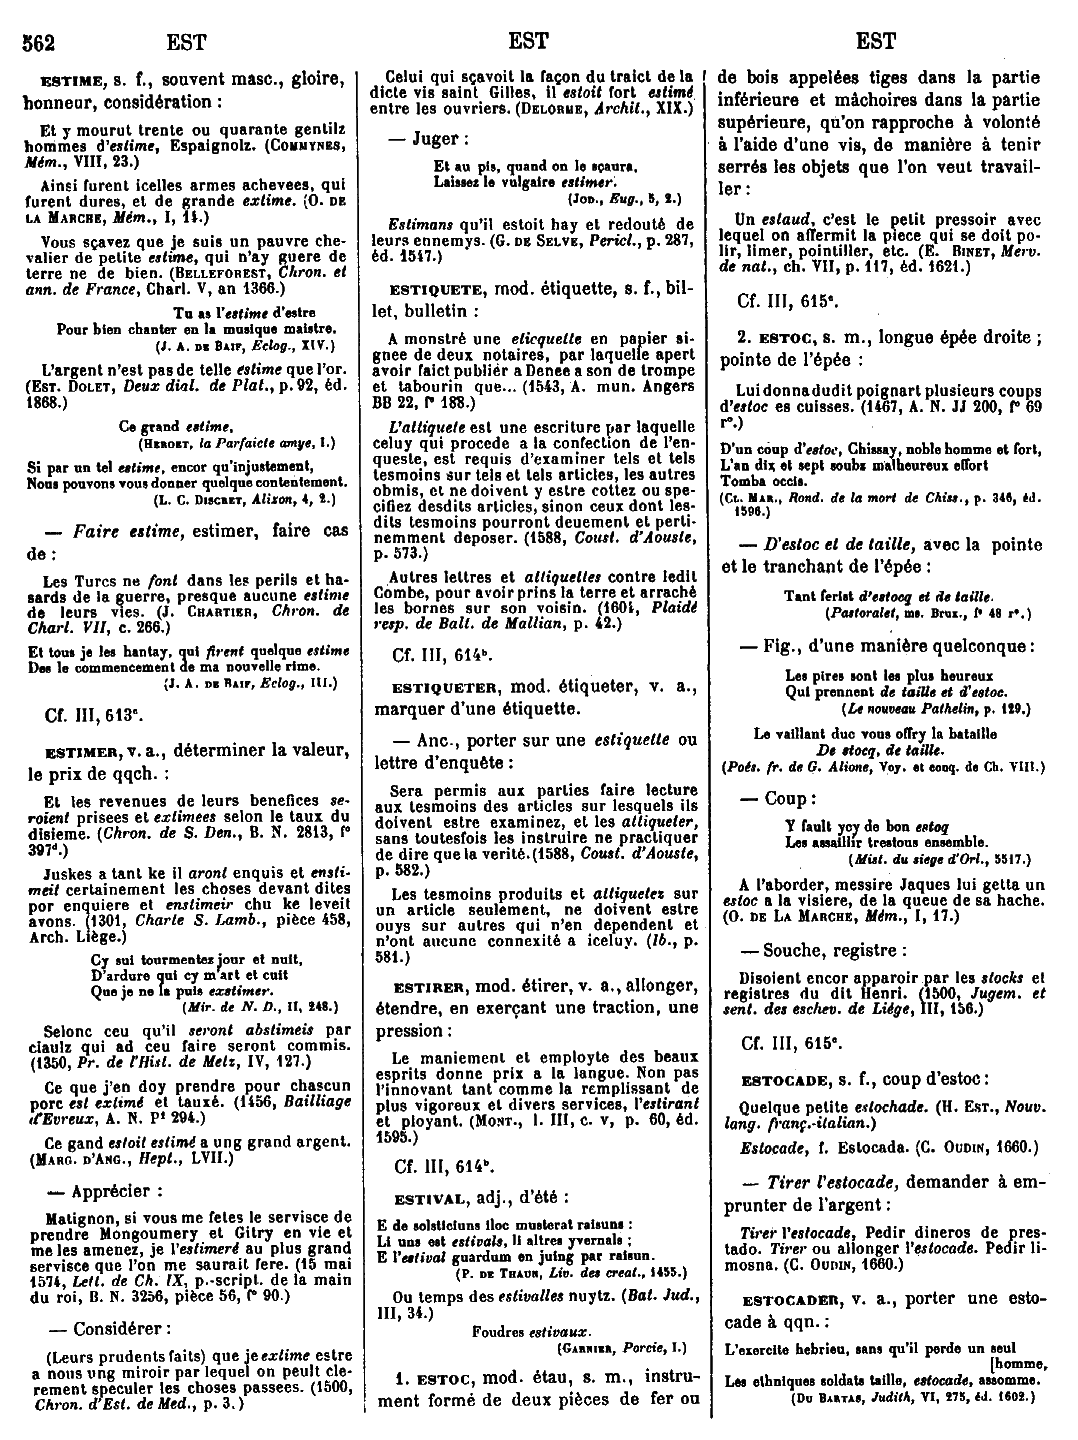 562 EST EST EST
ESTIME, s. f., souvent masc., gloire,
honneur, considération :
Et y mourut trente ou quarante gentilz
hommes d'estime, Espaignolz. (COMMYNES,
Mém., VIII, 23.)
Ainsi furent icelles armes achevees, qui
furent dures, et de grande extime. (O. DE
LA MARCHE, Mém., I, 14.)
Vous sçavez que je suis un pauvre che-
valier de petite estime, qui n'ay guere de
terre ne de bien. (BELLEFOREST, Chron. et
ann. de France, Charl. V, an 1366.)
Tu as l'estime d'estre
Pour bien chanter en la musique maistre.
(J. A. DE BAIF, Eclog., XIV.)
L'argent n'est pas de telle estime que l'or.
(EST. DOLET, Deux dial. de Plat., p. 92, éd.
1868.)
Ce grand estime.
(HEROET, la Parfaicte amye, I.)
Si par un tel estime, encor qu'injustement,
Nous pouvons vous donner quelque contentement.
(L. C. DISCRET, Alixon, 4, 2.)
— Faire estime, estimer, faire cas
de :
Les Turcs ne font dans les perils et ha-
sards de la guerre, presque aucune estime
de leurs vies. (J. CHARTIER, Chron. de
Charl. VII, c. 266.)
Et tous je les hantay, qui firent quelque estime
Des le commencement de ma nouvelle rime.
(J. A. DE BAIF, Eclog., III.)
Cf. III, 613c.
ESTIMER, v. a., déterminer la valeur,
le prix de qqch. :
Et les revenues de leurs benefices se-
roient prisees et extimees selon le taux du
disieme. (Chron. de S. Den., B. N. 2813, f°
397d.)
Juskes a tant ke il aront enquis et ensti-
meit certainement les choses devant dites
por enquiere et enstimeir chu ke leveit
avons. (1301, Charte S. Lamb., pièce 458,
Arch. Liège.)
Cy sui tourmentez jour et nuit,
D'ardure qui cy m'art et cuit
Que je ne la puis exstimer.
(Mir. de N. D., II, 248.)
Selonc ceu qu'il seront abstimeis par
ciaulz qui ad ceu faire seront commis.
(1350, Pr. de l'Hist. de Metz, IV, 127.)
Ce que j'en doy prendre pour chascun
porc est extimé et tauxé. (1456, Bailliage
d'Evreux, A. N. P1 294.)
Ce gand estoit estimé a ung grand argent.
(MARG. D'ANG., Hept., LVII.)
— Apprécier :
Matignon, si vous me fetes le servisce de
prendre Mongoumery et Gitry en vie et
me les amenez, je l'estimeré au plus grand
servisce que l'on me saurait fere. (15 mai
1574, Lett. de Ch. IX, p.-script. de la main
du roi, B. N. 3256, pièce 56, f° 90.)
— Considérer :
(Leurs prudents faits) que je extime estre
a nous ung miroir par lequel on peult cle-
rement speculer les choses passees. (1500,
Chron. d'Est. de Med., p. 3.)
Celui qui sçavoit la façon du traict de la
dicte vis saint Gilles, il estoit fort estimé
entre les ouvriers. (DELORME, Archit., XIX.)
— Juger :
Et au pis, quand on le sçaura,
Laissez le vulgaire estimer.
(JOD., Eug., 5, 2.)
Estimans qu'il estoit hay et redouté de
leurs ennemys. (G. DE SELVE, Pericl., p. 287,
éd. 1547.)
ESTIQUETE, mod. étiquette, s. f., bil-
let, bulletin :
A monstré une eticquette en papier si-
gnee de deux notaires, par laquelle apert
avoir faict publiér a Denee a son de trompe
et tabourin que... (1543, A. mun. Angers
BB 22, f° 188.)
L'attiquete est une escriture par laquelle
celuy qui procede a la confection de l'en-
queste, est requis d'examiner tels et tels
tesmoins sur tels et tels articles, les autres
obmis, et ne doivent y estre cottez ou spe-
cifiez desdits articles, sinon ceux dont les-
dits tesmoins pourront deuement et perti-
nemment deposer. (1588, Coust. d'Aouste,
p. 573.)
Autres lettres et attiquettes contre ledit
Combe, pour avoir prins la terre et arraché
les bornes sur son voisin. (1604, Plaidé
resp. de Balt. de Mallian, p. 42.)
Cf. III, 614b.
ESTIQUETER, mod. étiqueter, v. a.,
marquer d'une étiquette.
— Anc., porter sur une estiquette ou
lettre d'enquête :
Sera permis aux parties faire lecture
aux tesmoins des articles sur lesquels ils
doivent estre examinez, et les attiqueter,
sans toutesfois les instruire ne practiquer
de dire que la verité. (1588, Coust. d'Aouste,
p. 582.)
Les tesmoins produits et attiquetez sur
un article seulement, ne doivent estre
ouys sur autres qui n'en dependent et
n'ont aucune connexité a iceluy. (Ib., p.
581.)
ESTIRER, mod. étirer, v. a., allonger,
étendre, en exerçant une traction, une
pression :
Le maniement et employte des beaux
esprits donne prix a la langue. Non pas
l'innovant tant comme la remplissant de
plus vigoreux et divers services, l'estirant
et ployant. (MONT., l. III, c. v, p. 60, éd.
1595.)
Cf. III, 614b.
ESTIVAL, adj., d'été :
E de solsticiuns iloc musterat raisuns :
Li uns est estivals, li altres yvernals ;
E l'estival guardum en juing par raisun.
(P. DE THAUN, Liv. des creat., 1455.)
Ou temps des estivalles nuytz. (Bat. Jud.,
III, 34.)
Foudres estivaux.
(GARNIER, Porcie, I.)
1. ESTOC, mod. étau, s. m., instru-
ment formé de deux pièces de fer ou
de bois appelées tiges dans la partie
inférieure et mâchoires dans la partie
supérieure, qu'on rapproche à volonté
à l'aide d'une vis, de manière à tenir
serrés les objets que l'on veut travail-
ler :
Un estaud, c'est le petit pressoir avec
lequel on affermit la piece qui se doit po-
lir, limer, pointiller, etc. (E. BINET, Merv.
de nat., ch. VII, p. 117, éd. 1621.)
Cf. III, 615c.
2. ESTOC, s. m., longue épée droite ;
pointe de l'épée :
Lui donna dudit poignart plusieurs coups
d'estoc es cuisses. (1467, A. N. JJ 200, f° 69
r°.)
D'un coup d'estoc, Chissay, noble homme et fort,
L'an dix et sept soubs malheureux effort
Tomba occis.
(CL. MAR., Rond. de la mort de Chiss., p. 346, éd.
1596.)
— D'estoc et de taille, avec la pointe
et le tranchant de l'épée :
Tant ferist d'estocq et de taille.
(Pastoralet, ms. Brux., f° 48 r°.)
— Fig., d'une manière quelconque :
Les pires sont les plus heureux
Qui prennent de taille et d'estoc.
(Le nouveau Pathelin, p. 129.)
Le vaillant duc vous offry la bataille
De stocq, de taille.
(Poés. fr. de G. Alione, Voy. et conq. de Ch. VIII.)
— Coup :
Y fault ycy de bon estoq
Les assaillir trestous ensemble.
(Mist. du siege d'Orl., 5517.)
A l'aborder, messire Jaques lui getta un
estoc a la visiere, de la queue de sa hache.
(O. DE LA MARCHE, Mém., I, 17.)
— Souche, registre :
Disoient encor apparoir par les stocks et
registres du dit Henri. (1500, Jugem. et
sent. des eschev. de Liége, III, 156.)
Cf. III, 615c.
ESTOCADE, s. f., coup d'estoc :
Quelque petite estochade. (H. EST., Nouv.
lang. franç.-italian.)
Estocade, f. Estocada. (C. OUDIN, 1660.)
— Tirer l'estocade, demander à em-
prunter de l'argent :
Tirer l'estocade, Pedir dineros de pres-
tado. Tirer ou allonger l'estocade. Pedir li-
mosna. (C. OUDIN, 1660.)
ESTOCADER, v. a., porter une esto-
cade à qqn. :
L'exercite hebrieu, sans qu'il perde un seul
[homme,
Les ethniques soldats taille, estocade, assomme.
(DU BARTAS, Judith, VI, 275, éd. 1602.)